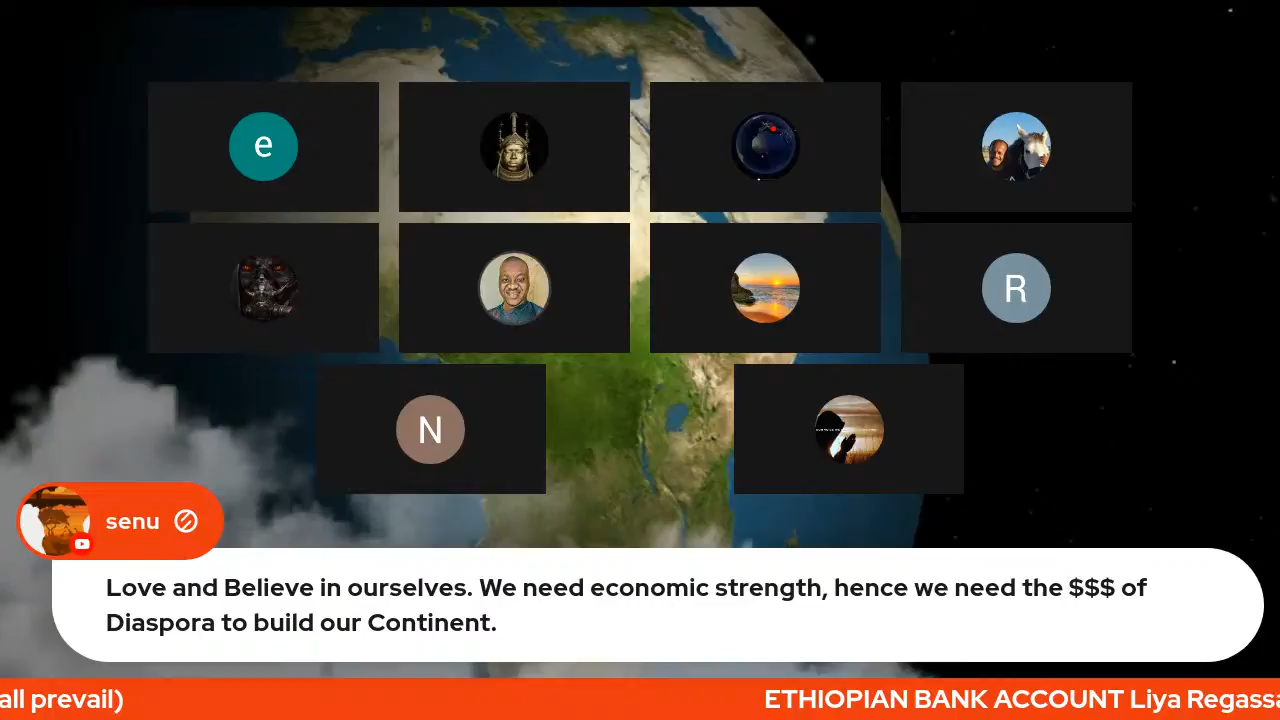 e
R
N
senu
Love and Believe in ourselves. We need economic strength, hence we need the $$$ of
Diaspora to build our Continent.
all prevail)
ETHIOPIAN BANK ACCOUNT Liya Regassa